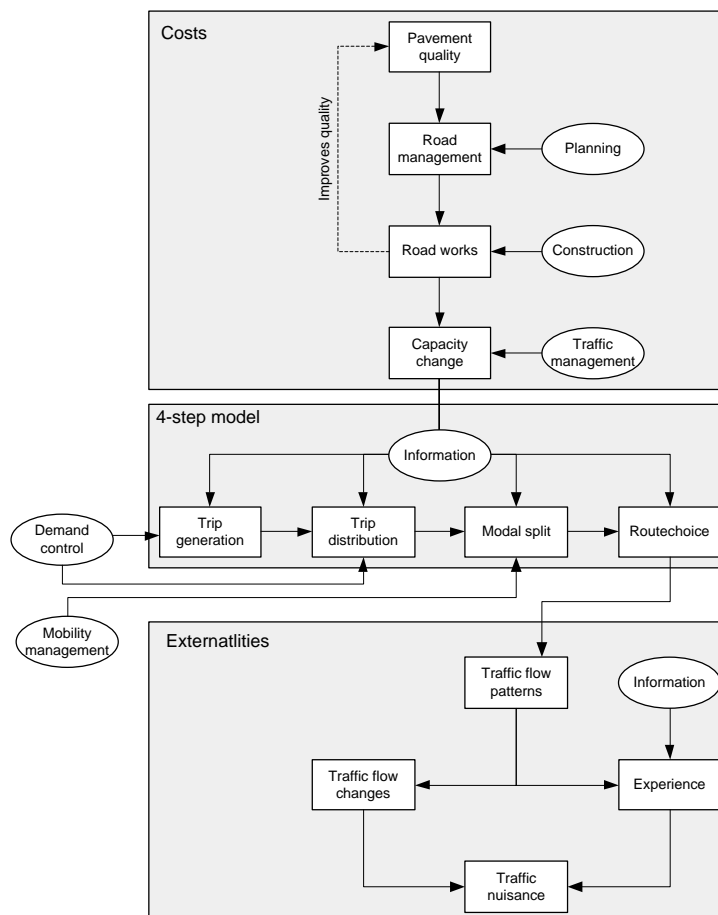 Costs
Pavement
quality
Improves quality
Road
management
Planning
Road works
Construction
Capacity
change
Traffic
management
4-step model
Information
Demand
control
Trip
generation
Trip
distribution
Modal split
Routechoice
Mobility
management
Externatlities
Traffic flow
patterns
Information
Traffic flow
changes
Experience
Traffic
nuisance